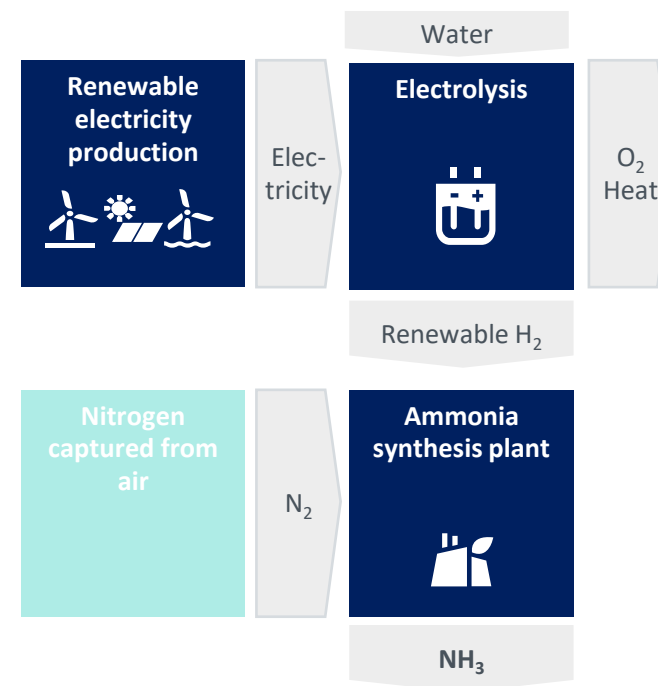 Water
Renewable
electricity
production
Elec-
tricity
Electrolysis
- +
O₂
Heat
Renewable H₂
Nitrogen
captured from
air
N₂
Ammonia
synthesis plant
NH₃